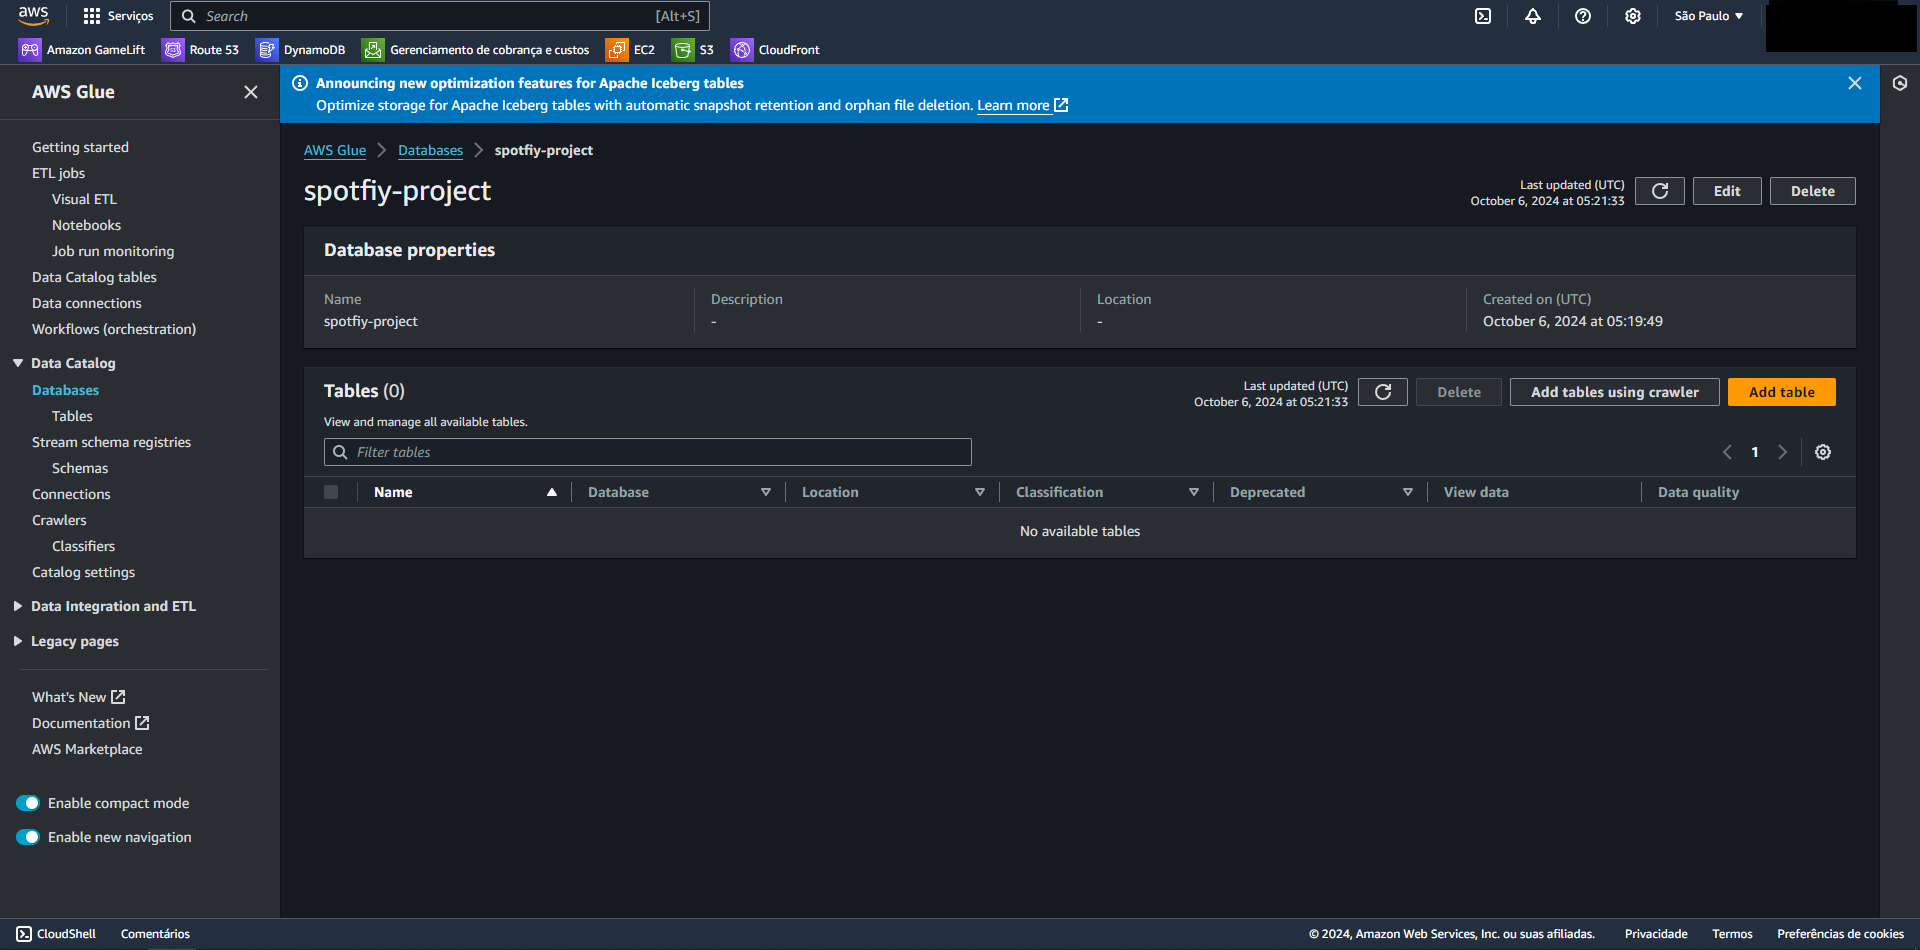 aws
Serviços
Search
[Alt+S]
São Paulo
Amazon GameLift
Route 53
DynamoDB
Gerenciamento de cobrança e custos
EC2
S3
CloudFront
AWS Glue
Getting started
ETL jobs
Visual ETL
Notebooks
Job run monitoring
Data Catalog tables
Data connections
Workflows (orchestration)
Data Catalog
Databases
Tables
Stream schema registries
Schemas
Connections
Crawlers
Classifiers
Catalog settings
Data Integration and ETL
Legacy pages
What's New
Documentation
AWS Marketplace
Enable compact mode
Enable new navigation
Announcing new optimization features for Apache Iceberg tables
Optimize storage for Apache Iceberg tables with automatic snapshot retention and orphan file deletion. Learn more
AWS Glue > Databases > spotfiy-project
spotfiy-project
Last updated (UTC)
October 6, 2024 at 05:21:33
Edit
Delete
Database properties
Name
spotfiy-project
Description
-
Location
-
Created on (UTC)
October 6, 2024 at 05:19:49
Tables (0)
View and manage all available tables.
Last updated (UTC)
October 6, 2024 at 05:21:33
Delete
Add tables using crawler
Add table
Filter tables
1
Name
Database
Location
Classification
Deprecated
View data
Data quality
No available tables
CloudShell
Comentários
© 2024, Amazon Web Services, Inc. ou suas afiliadas.
Privacidade
Termos
Preferências de cookies